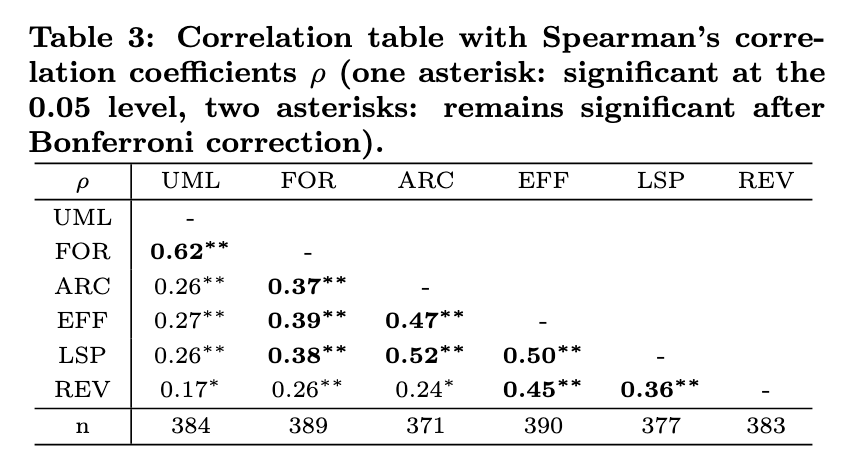 Table 3: Correlation table with Spearman's corre-
lation coefficients ρ (one asterisk: significant at the
0.05 level, two asterisks: remains significant after
Bonferroni correction).
ρ UML FOR ARC EFF LSP REV
UML -
FOR 0.62** -
ARC 0.26** 0.37** -
EFF 0.27** 0.39** 0.47** -
LSP 0.26** 0.38** 0.52** 0.50** -
REV 0.17* 0.26** 0.24* 0.45** 0.36** -
n 384 389 371 390 377 383